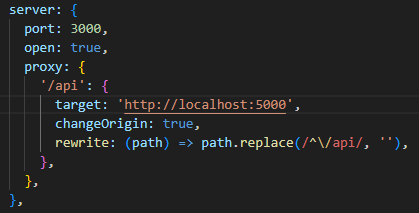 server: {
  port: 3000,
  open: true,
  proxy: {
    '/api': {
      target: 'http://localhost:5000',
      changeOrigin: true,
      rewrite: (path) => path.replace(/^\/api/, ''),
    },
  },
},